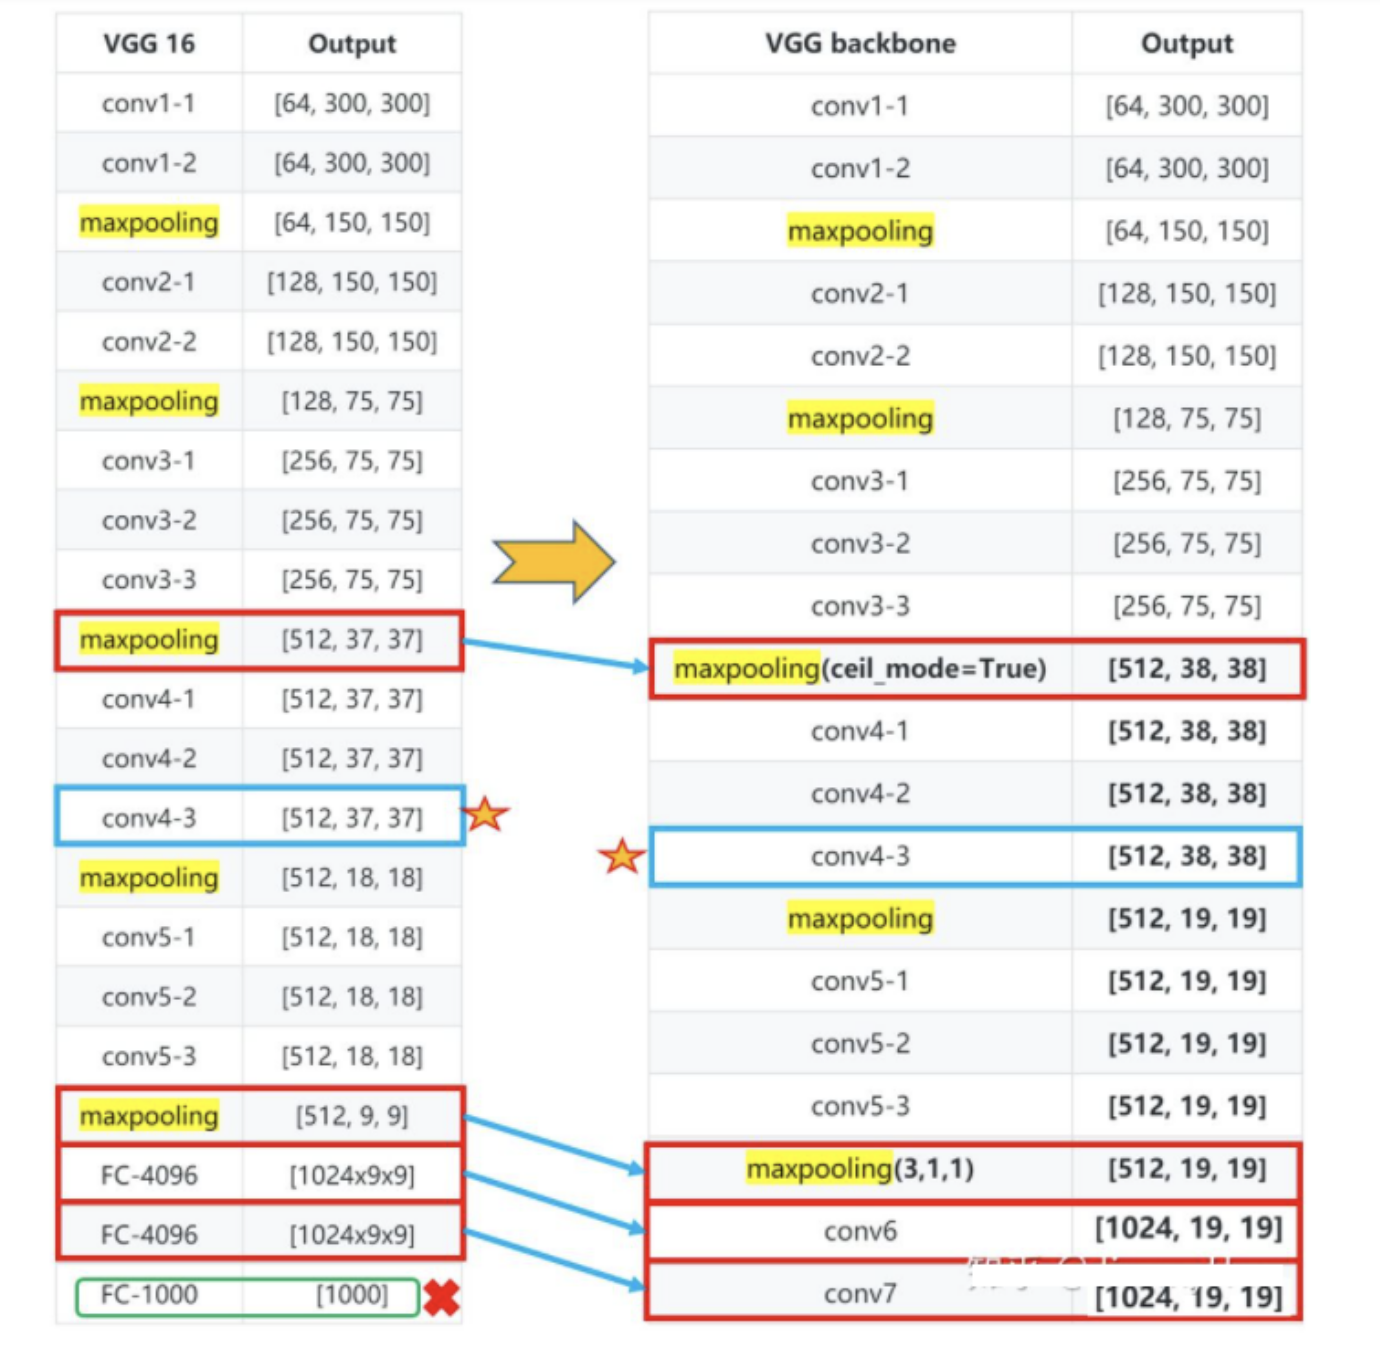 VGG 16 Output
conv1-1 [64, 300, 300]
conv1-2 [64, 300, 300]
maxpooling [64, 150, 150]
conv2-1 [128, 150, 150]
conv2-2 [128, 150, 150]
maxpooling [128, 75, 75]
conv3-1 [256, 75, 75]
conv3-2 [256, 75, 75]
conv3-3 [256, 75, 75]
maxpooling [512, 37, 37]
conv4-1 [512, 37, 37]
conv4-2 [512, 37, 37]
conv4-3 [512, 37, 37]
maxpooling [512, 18, 18]
conv5-1 [512, 18, 18]
conv5-2 [512, 18, 18]
conv5-3 [512, 18, 18]
maxpooling [512, 9, 9]
FC-4096 [1024x9x9]
FC-4096 [1024x9x9]
FC-1000 [1000]
VGG backbone Output
conv1-1 [64, 300, 300]
conv1-2 [64, 300, 300]
maxpooling [64, 150, 150]
conv2-1 [128, 150, 150]
conv2-2 [128, 150, 150]
maxpooling [128, 75, 75]
conv3-1 [256, 75, 75]
conv3-2 [256, 75, 75]
conv3-3 [256, 75, 75]
maxpooling(ceil_mode=True) [512, 38, 38]
conv4-1 [512, 38, 38]
conv4-2 [512, 38, 38]
conv4-3 [512, 38, 38]
maxpooling [512, 19, 19]
conv5-1 [512, 19, 19]
conv5-2 [512, 19, 19]
conv5-3 [512, 19, 19]
maxpooling(3,1,1) [512, 19, 19]
conv6 [1024, 19, 19]
conv7 [1024, 19, 19]